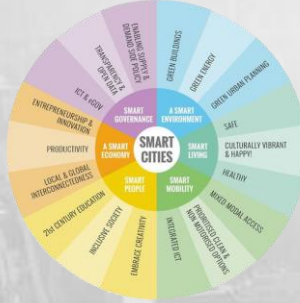 SMART
CITIES
A SMART
ENVIRONMENT
GREEN BUILDINGS
GREEN ENERGY
GREEN URBAN PLANNING
SMART
LIVING
SAFE
CULTURALLY VIBRANT
& HAPPY!
HEALTHY
SMART
MOBILITY
MIXED-MODAL ACCESS
PRIORITISED CLEAN &
NON MOTORISED OPTIONS
INTEGRATED ICT
SMART
PEOPLE
EMBRACE CREATIVITY
INCLUSIVE SOCIETY
21st CENTURY EDUCATION
A SMART
ECONOMY
LOCAL & GLOBAL
INTERCONNECTEDNESS
PRODUCTIVITY
ENTREPRENEURSHIP &
INNOVATION
SMART
GOVERNANCE
ICT & eGOV
TRANSPARENCY &
OPEN DATA
ENABLING SUPPLY &
DEMAND SIDE POLICY